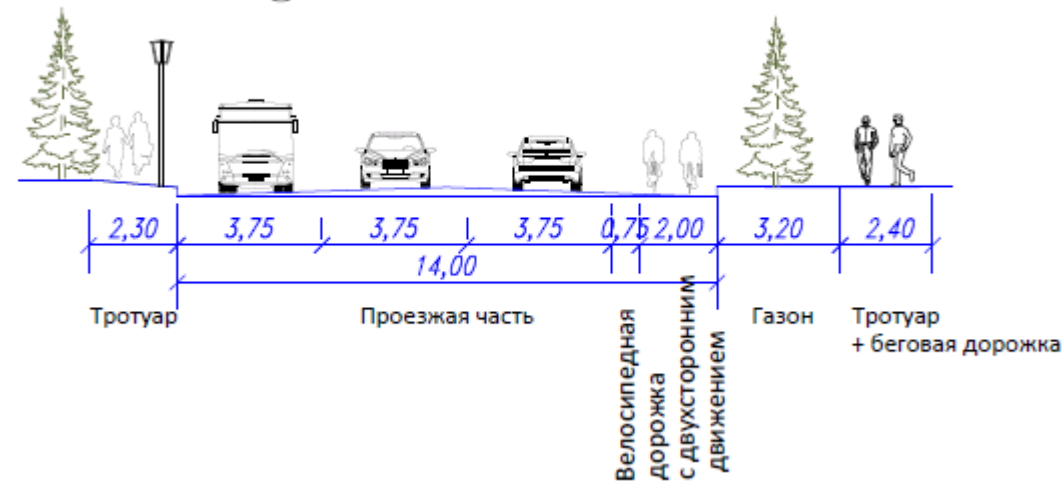 2,30 3,75 3,75 3,75 0,75 2,00 3,20 2,40
14,00
Тротуар
Проезжая часть
Велосипедная
дорожка
с двухсторонним
движением
Газон
Тротуар
+ беговая дорожка